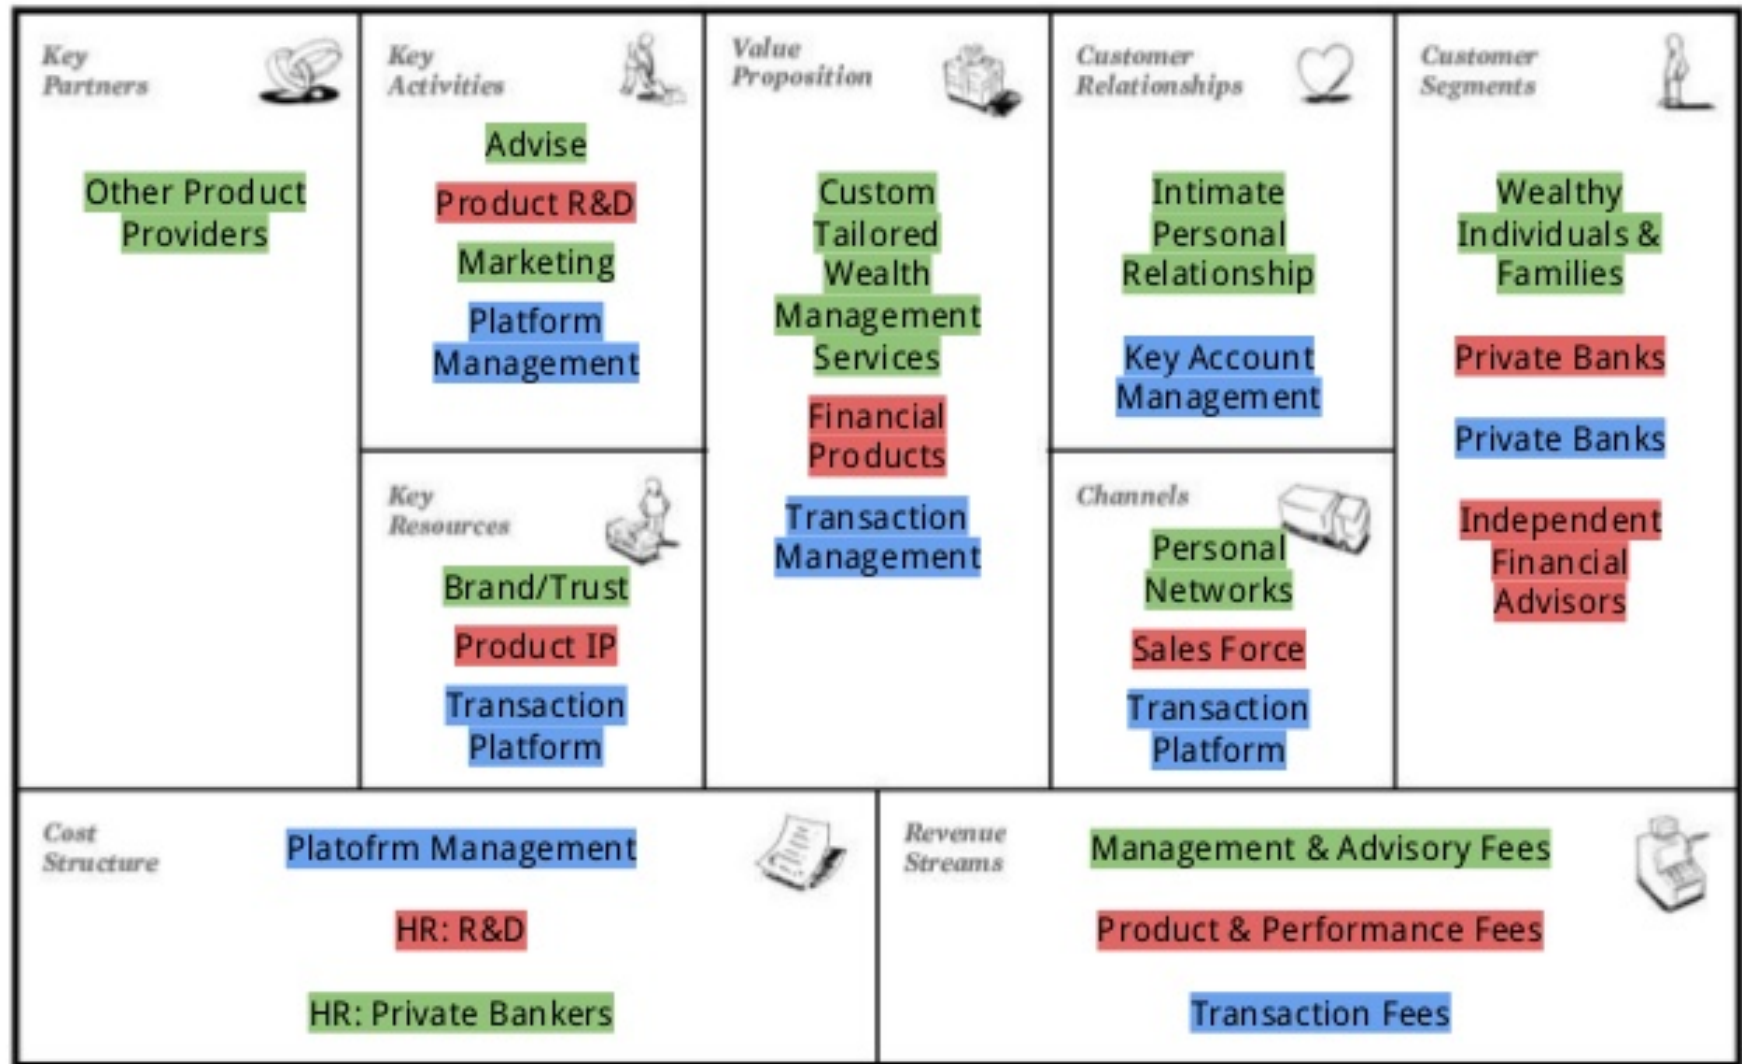 Key
Partners
Other Product
Providers
Key
Activities
Advise
Product R&D
Marketing
Platform
Management
Key
Resources
Brand/Trust
Product IP
Transaction
Platform
Value
Proposition
Custom
Tailored
Wealth
Management
Services
Financial
Products
Transaction
Management
Customer
Relationships
Intimate
Personal
Relationship
Key Account
Management
Channels
Personal
Networks
Sales Force
Transaction
Platform
Customer
Segments
Wealthy
Individuals &
Families
Private Banks
Private Banks
Independent
Financial
Advisors
Cost
Structure
Platofrm Management
HR: R&D
HR: Private Bankers
Revenue
Streams
Management & Advisory Fees
Product & Performance Fees
Transaction Fees